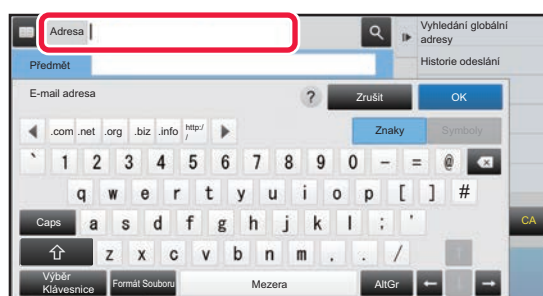 Adresa
Vyhledání globální
adresy
Předmět
Historie odeslání
E-mail adresa
?
Zrušit
OK
.com .net .org .biz .info http:/
/
Znaky
Symboly
` 1 2 3 4 5 6 7 8 9 0 - = @
q w e r t y u i o p [ ] #
Caps a s d f g h j k l ; '
CA
z x c v b n m . . /
Výběr
Klávesnice
Formát Souboru
Mezera
AltGr